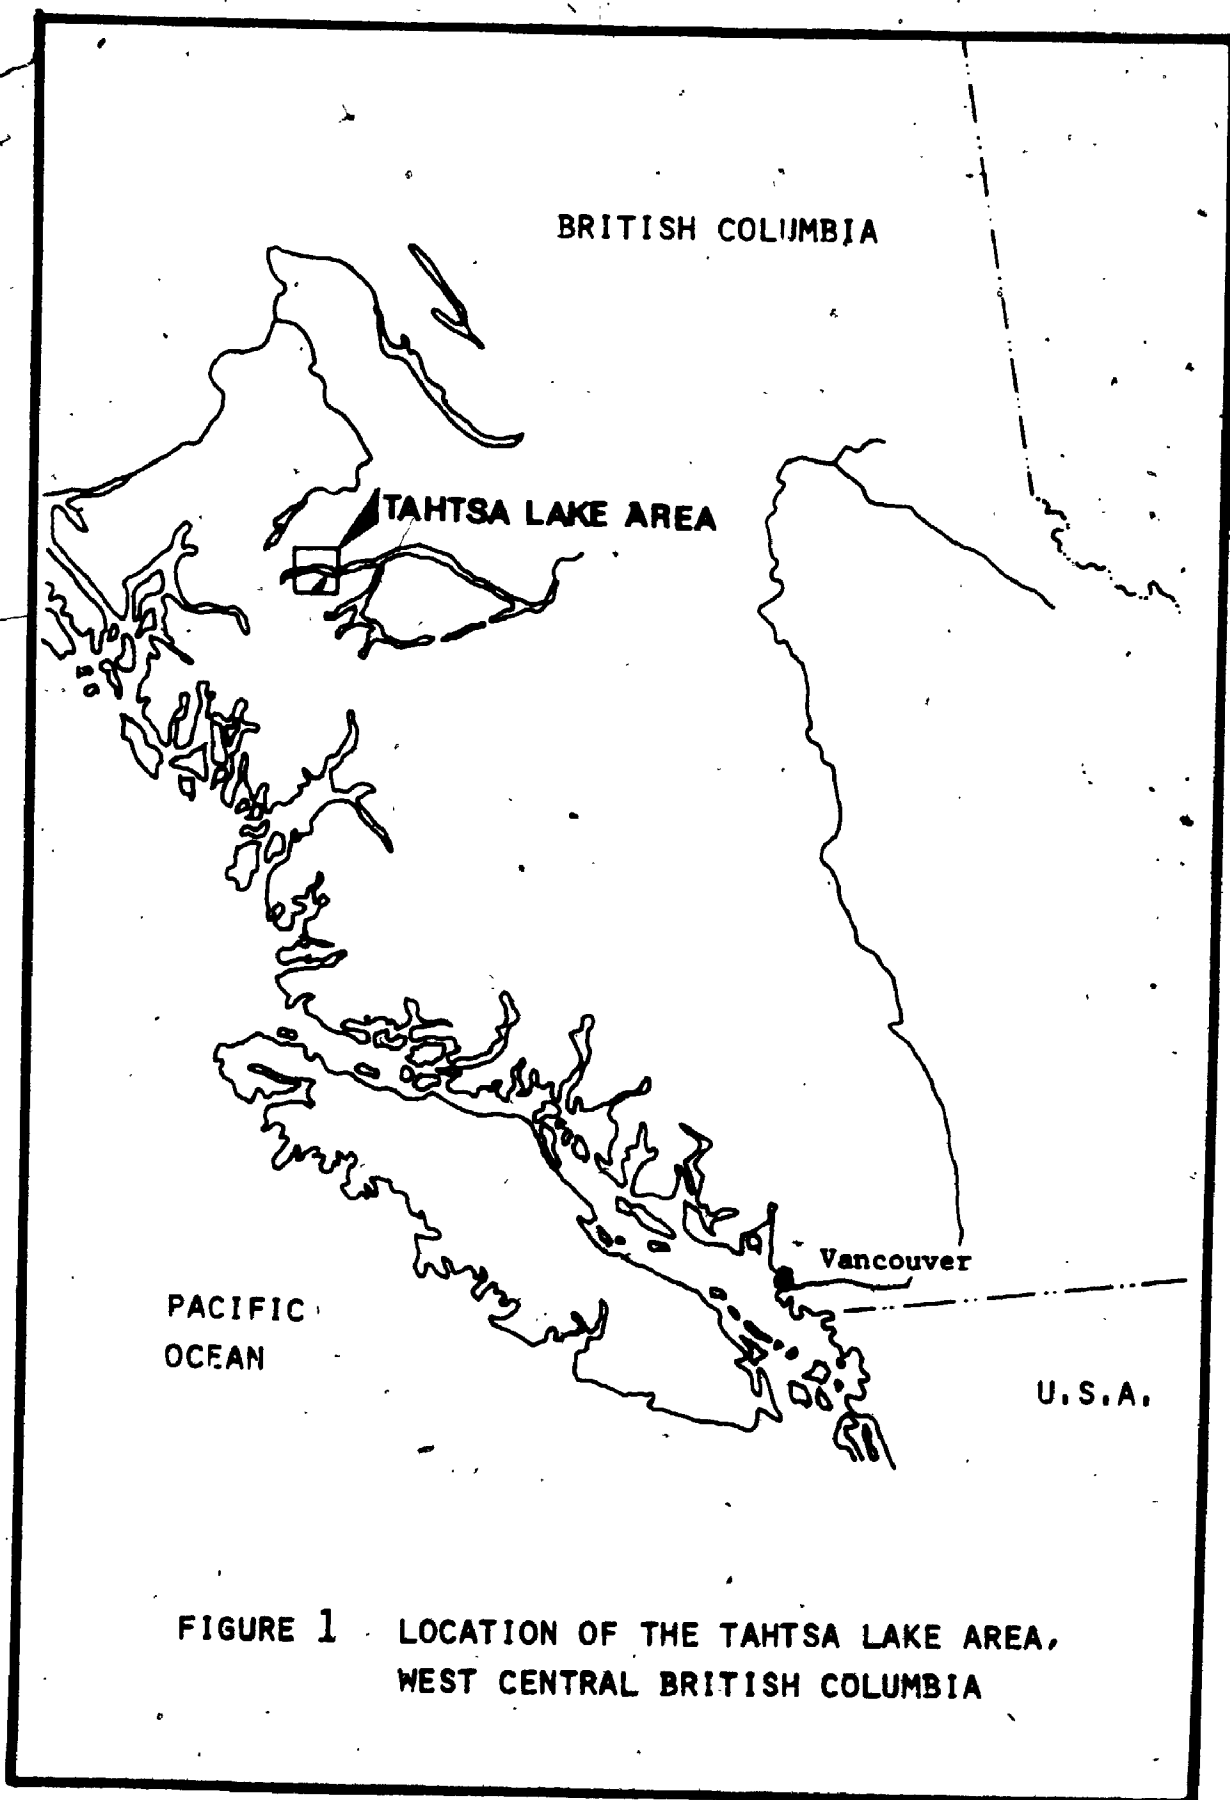 BRITISH COLUMBIA
TAHTSA LAKE AREA
Vancouver
PACIFIC
OCEAN
U.S.A.
FIGURE 1 LOCATION OF THE TAHTSA LAKE AREA,
WEST CENTRAL BRITISH COLUMBIA